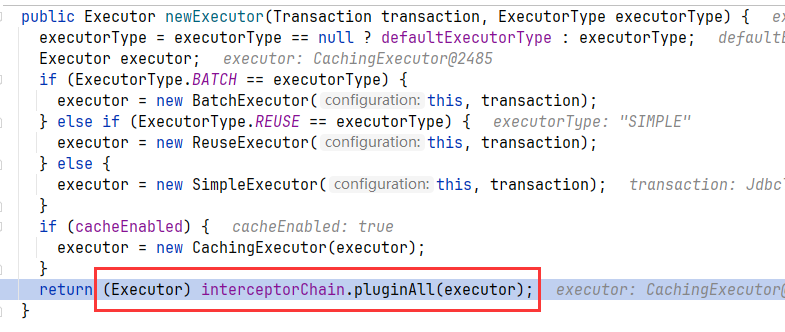 public Executor newExecutor(Transaction transaction, ExecutorType executorType) {
executorType = executorType == null ? defaultExecutorType : executorType;
Executor executor; executor: CachingExecutor@2485
if (ExecutorType.BATCH == executorType) {
executor = new BatchExecutor( configuration: this, transaction);
} else if (ExecutorType.REUSE == executorType) { executorType: "SIMPLE"
executor = new ReuseExecutor( configuration: this, transaction);
} else {
executor = new SimpleExecutor( configuration: this, transaction); transaction:
}
if (cacheEnabled) { cacheEnabled: true
executor = new CachingExecutor(executor);
}
return (Executor) interceptorChain.pluginAll(executor); executor: CachingExecutor@
}